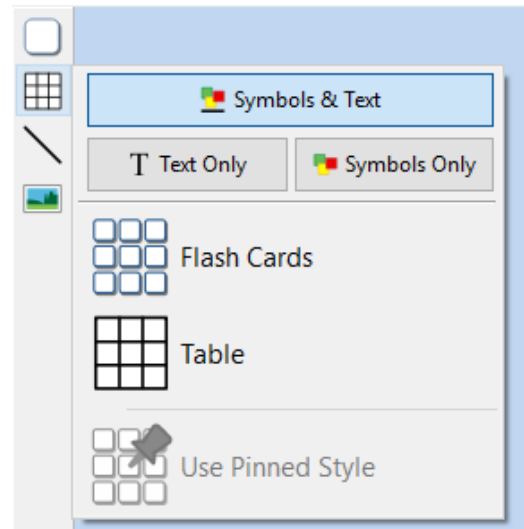 Symbols & Text
T Text Only
Symbols Only
Flash Cards
Table
Use Pinned Style